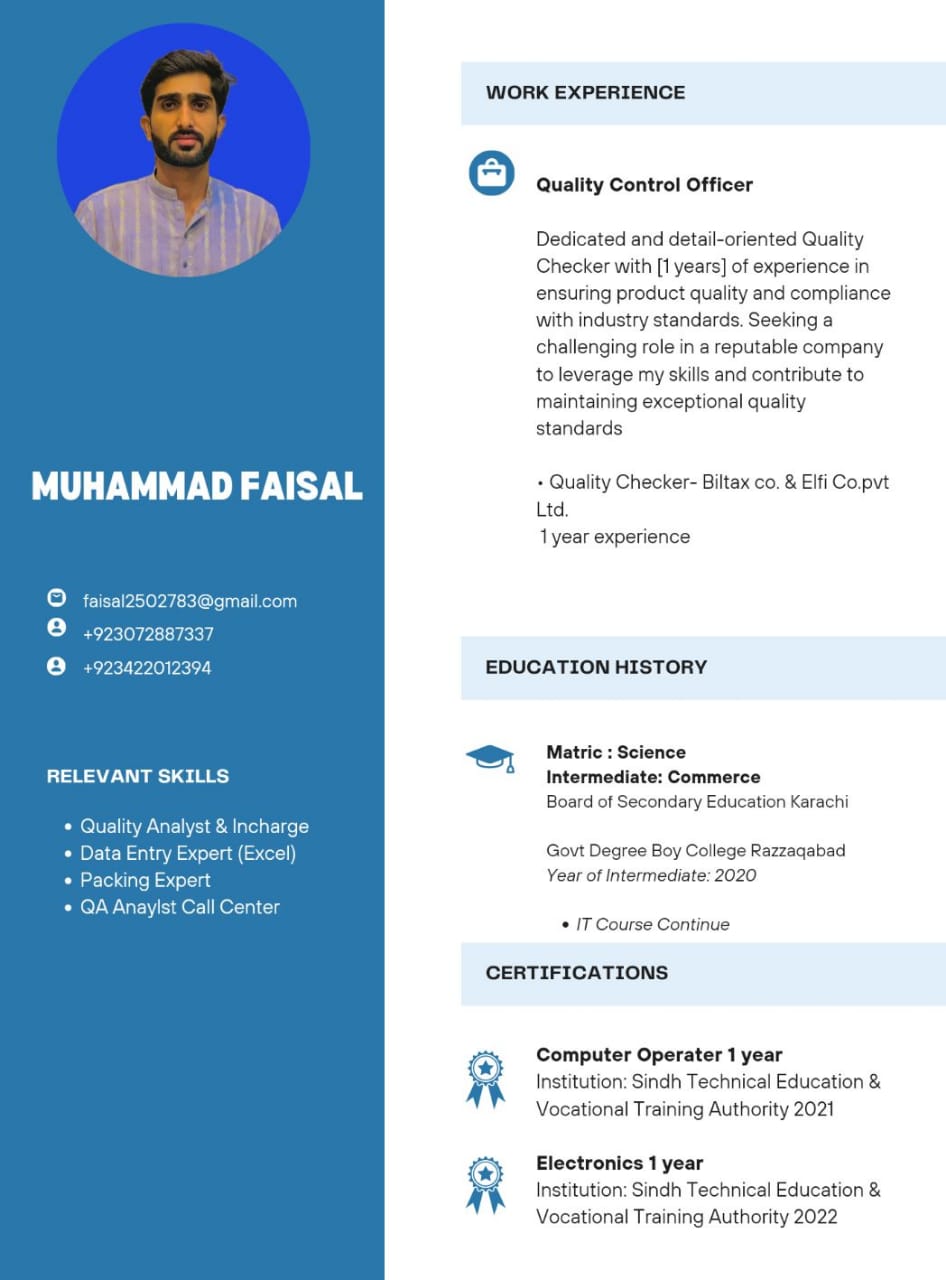 MUHAMMAD FAISAL
faisal2502783@gmail.com
+923072887337
+923422012394
RELEVANT SKILLS
• Quality Analyst & Incharge
• Data Entry Expert (Excel)
• Packing Expert
• QA Anaylst Call Center
WORK EXPERIENCE
Quality Control Officer
Dedicated and detail-oriented Quality
Checker with [1 years] of experience in
ensuring product quality and compliance
with industry standards. Seeking a
challenging role in a reputable company
to leverage my skills and contribute to
maintaining exceptional quality
standards
• Quality Checker- Biltax co. & Elfi Co.pvt
Ltd.
1 year experience
EDUCATION HISTORY
Matric : Science
Intermediate: Commerce
Board of Secondary Education Karachi
Govt Degree Boy College Razzaqabad
Year of Intermediate: 2020
• IT Course Continue
CERTIFICATIONS
Computer Operater 1 year
Institution: Sindh Technical Education &
Vocational Training Authority 2021
Electronics 1 year
Institution: Sindh Technical Education &
Vocational Training Authority 2022